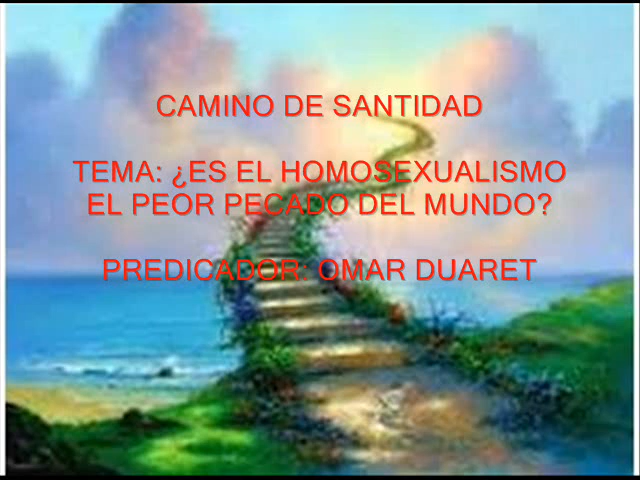 CAMINO DE SANTIDAD
TEMA: ¿ES EL HOMOSEXUALISMO
EL PEOR PECADO DEL MUNDO?
PREDICADOR: OMAR DUARET